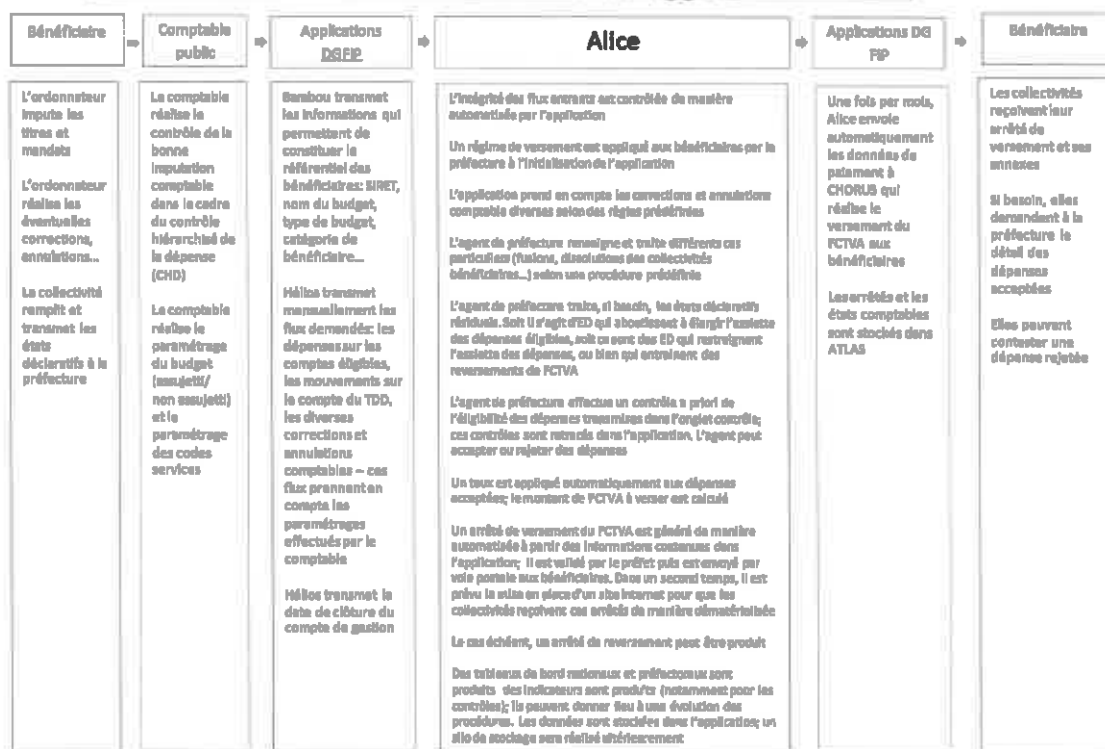 Bénéficiaire
Comptable
public
Applications
DGFIP
Alice
Applications DG
FIP
Bénéficiaire
L'ordonnateur
impute les
titres et
mandats
L'ordonnateur
réalise les
éventuelles
corrections,
annulations...
La collectivité
remplit et
transmet les
états
déclaratifs à la
préfecture
Le comptable
réalise le
contrôle de la
bonne
imputation
comptable
dans le cadre
du contrôle
hiérarchisé de
la dépense
(CHD)
Le comptable
réalise le
paramétrage
du budget
(assujetti/
non assujetti)
et le
paramétrage
des codes
services
Bambou transmet
les informations qui
permettent de
constituer le
référentiel des
bénéficiaires: SIRET,
nom du budget,
type de budget,
catégorie de
bénéficiaire...
Hélios transmet
mensuellement les
flux demandés: les
dépenses sur les
comptes éligibles,
les mouvements sur
le compte du TDD,
les diverses
corrections et
annulations
comptables – ces
flux prennent en
compte les
paramétrages
effectués par le
comptable
Hélios transmet la
date de clôture du
compte de gestion
L'intégrité des flux entrants est contrôlée de manière
automatisée par l'application
Un régime de versement est appliqué aux bénéficiaires par la
préfecture à l'initialisation de l'application
L'application prend en compte les corrections et annulations
comptable diverses selon des règles prédéfinies
L'agent de préfecture renseigne et traite différents cas
particuliers (fusions, dissolutions des collectivités
bénéficiaires...) selon une procédure prédéfinie
L'agent de préfecture traite, si besoin, les états déclaratifs
résiduels. Soit il s'agit d'ED qui aboutissent à élargir l'assiette
des dépenses éligibles, soit ce sont des ED qui restreignent
l'assiette des dépenses, ou bien qui entrainent des
reversements de FCTVA
L'agent de préfecture effectue un contrôle a priori de
l'éligibilité des dépenses transmises dans l'onglet contrôle;
ces contrôles sont retracés dans l'application. L'agent peut
accepter ou rejeter des dépenses
Un taux est appliqué automatiquement aux dépenses
acceptées; le montant de FCTVA à verser est calculé
Un arrêté de versement du FCTVA est généré de manière
automatisée à partir des informations contenues dans
l'application; il est validé par le préfet puis est envoyé par
voie postale aux bénéficiaires. Dans un second temps, il est
prévu la mise en place d'un site internet pour que les
collectivités reçoivent ces arrêtés de manière dématérialisée
Le cas échéant, un arrêté de reversement peut être produit
Des tableaux de bord nationaux et préfectoraux sont
produits des indicateurs sont produits (notamment pour les
contrôles); ils peuvent donner lieu à une évolution des
procédures. Les données sont stockées dans l'application; un
silo de stockage sera réalisé ultérieurement
Une fois par mois,
Alice envoie
automatiquement
les données de
paiement à
CHORUS qui
réalise le
versement du
FCTVA aux
bénéficiaires
Les arrêtés et les
états comptables
sont stockés dans
ATLAS
Les collectivités
reçoivent leur
arrêté de
versement et ses
annexes
Si besoin, elles
demandent à la
préfecture le
détail des
dépenses
acceptées
Elles peuvent
contester une
dépense rejetée